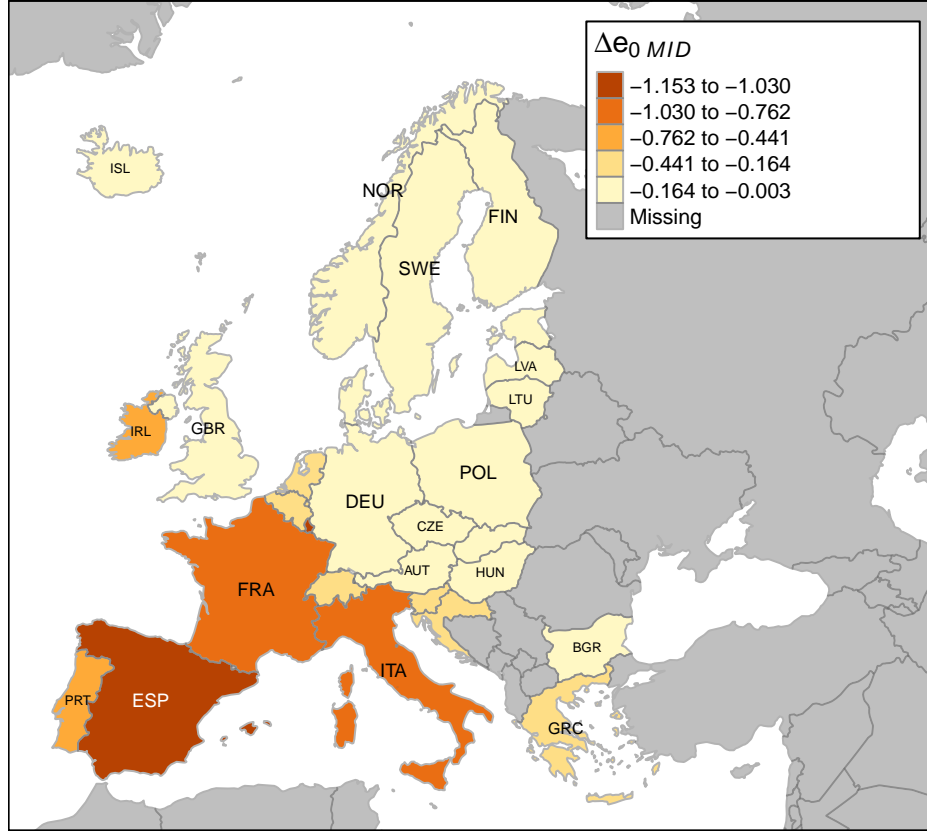 Δe0 MID
−1.153 to −1.030
−1.030 to −0.762
−0.762 to −0.441
−0.441 to −0.164
−0.164 to −0.003
Missing
ISL
NOR
FIN
SWE
LVA
LTU
IRL
GBR
POL
DEU
CZE
AUT
HUN
FRA
BGR
ITA
PRT
ESP
GRC